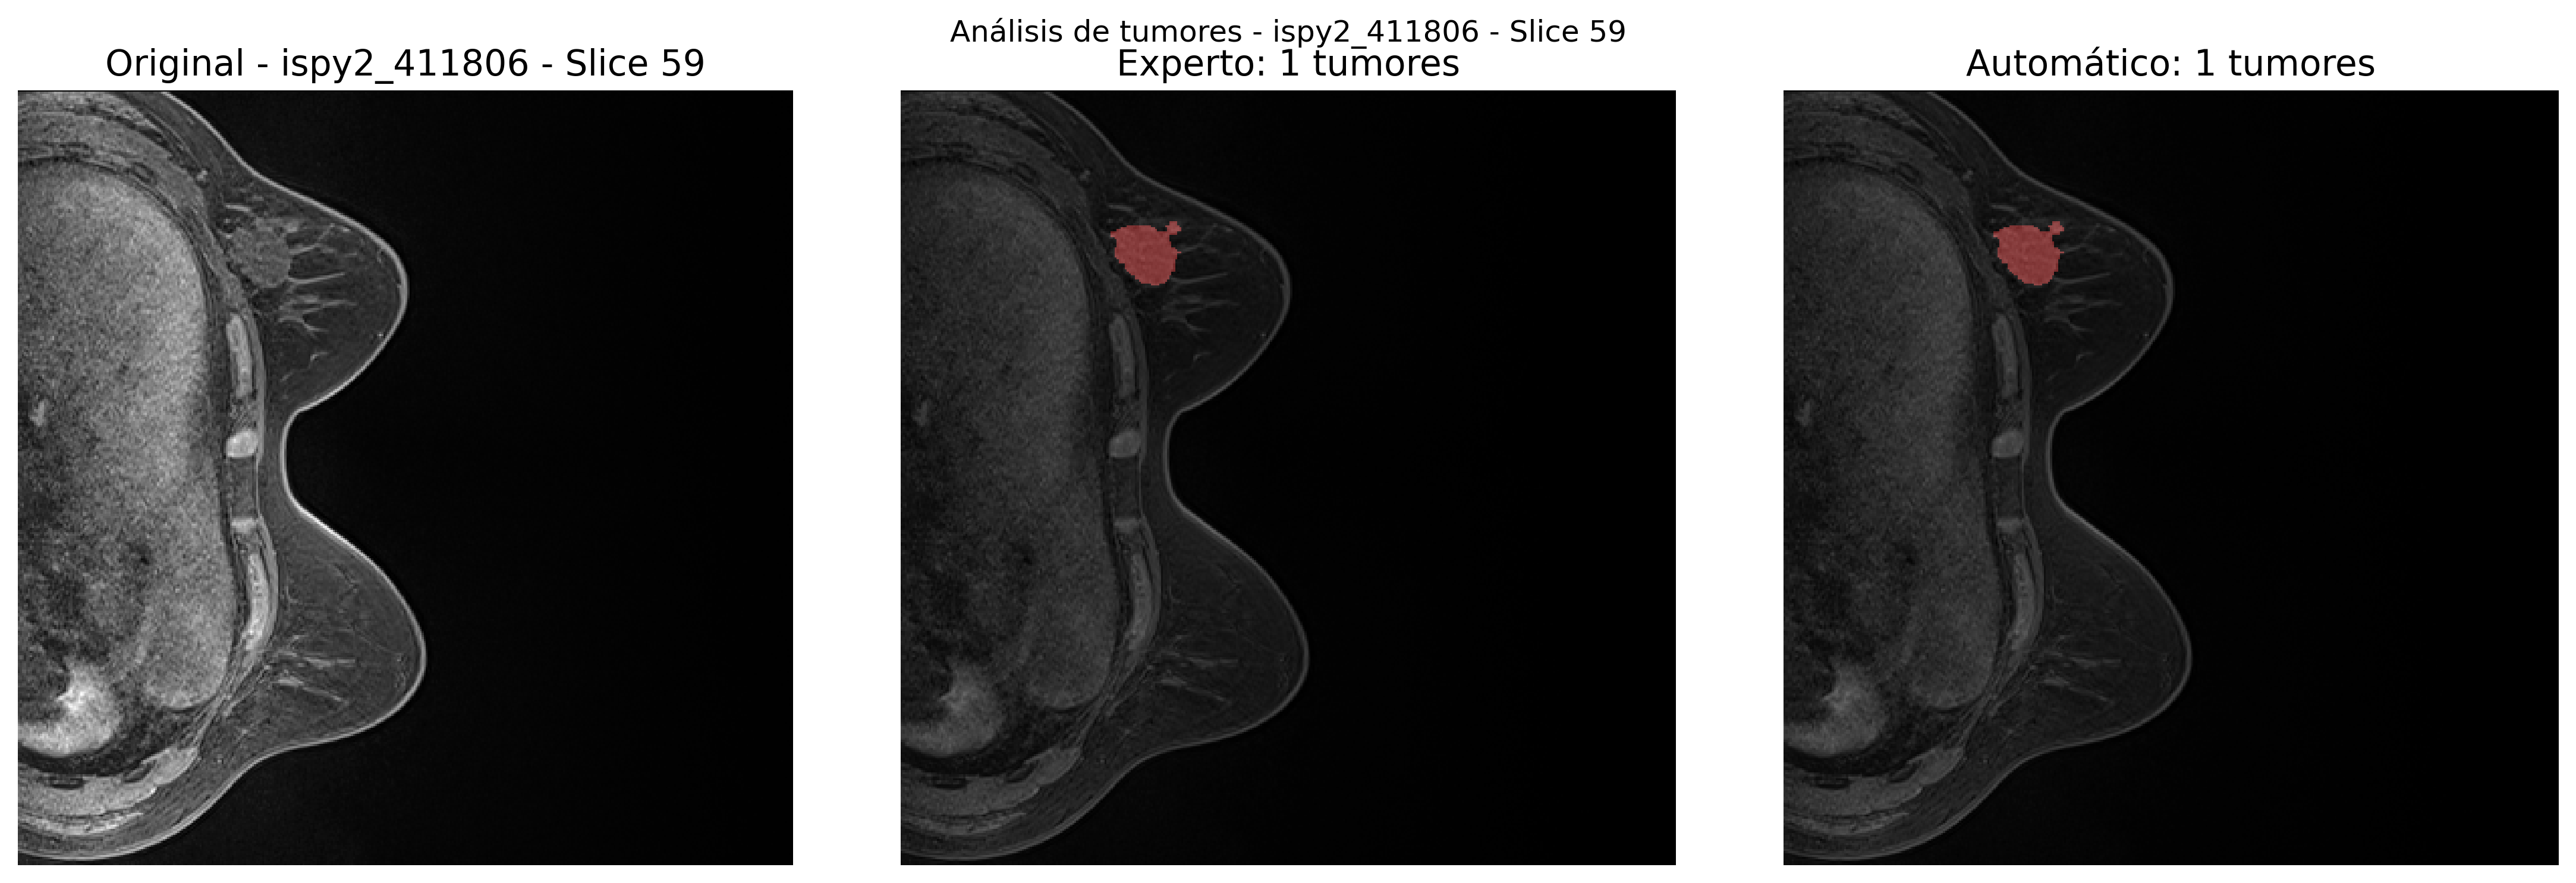 Análisis de tumores - ispy2_411806 - Slice 59
Original - ispy2_411806 - Slice 59
Experto: 1 tumores
Automático: 1 tumores